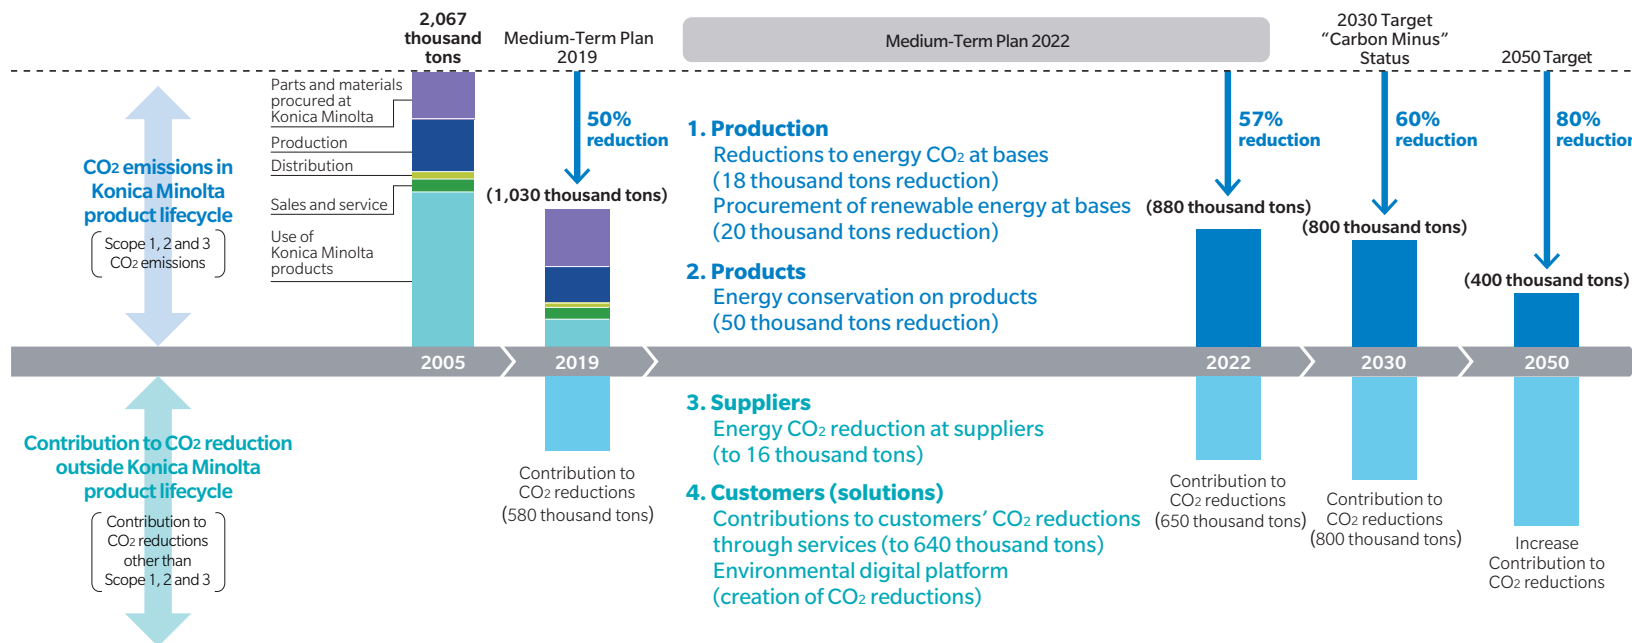 2,067
thousand
tons
Medium-Term Plan
2019
Medium-Term Plan 2022
2030 Target
“Carbon Minus”
Status
2050 Target
CO2 emissions in
Konica Minolta
product lifecycle
Scope 1, 2 and 3
CO2 emissions
Parts and materials
procured at
Konica Minolta
Production
Distribution
Sales and service
Use of
Konica Minolta
products
50%
reduction
(1,030 thousand tons)
1. Production
Reductions to energy CO2 at bases
(18 thousand tons reduction)
Procurement of renewable energy at bases
(20 thousand tons reduction)
2. Products
Energy conservation on products
(50 thousand tons reduction)
57%
reduction
(880 thousand tons)
60%
reduction
(800 thousand tons)
80%
reduction
(400 thousand tons)
2005
2019
2022
2030
2050
Contribution to CO2 reduction
outside Konica Minolta
product lifecycle
Contribution to
CO2 reductions
other than
Scope 1, 2 and 3
Contribution to
CO2 reductions
(580 thousand tons)
3. Suppliers
Energy CO2 reduction at suppliers
(to 16 thousand tons)
4. Customers (solutions)
Contributions to customers’ CO2 reductions
through services (to 640 thousand tons)
Environmental digital platform
(creation of CO2 reductions)
Contribution to
CO2 reductions
(650 thousand tons)
Contribution to
CO2 reductions
(800 thousand tons)
Increase
Contribution to
CO2 reductions